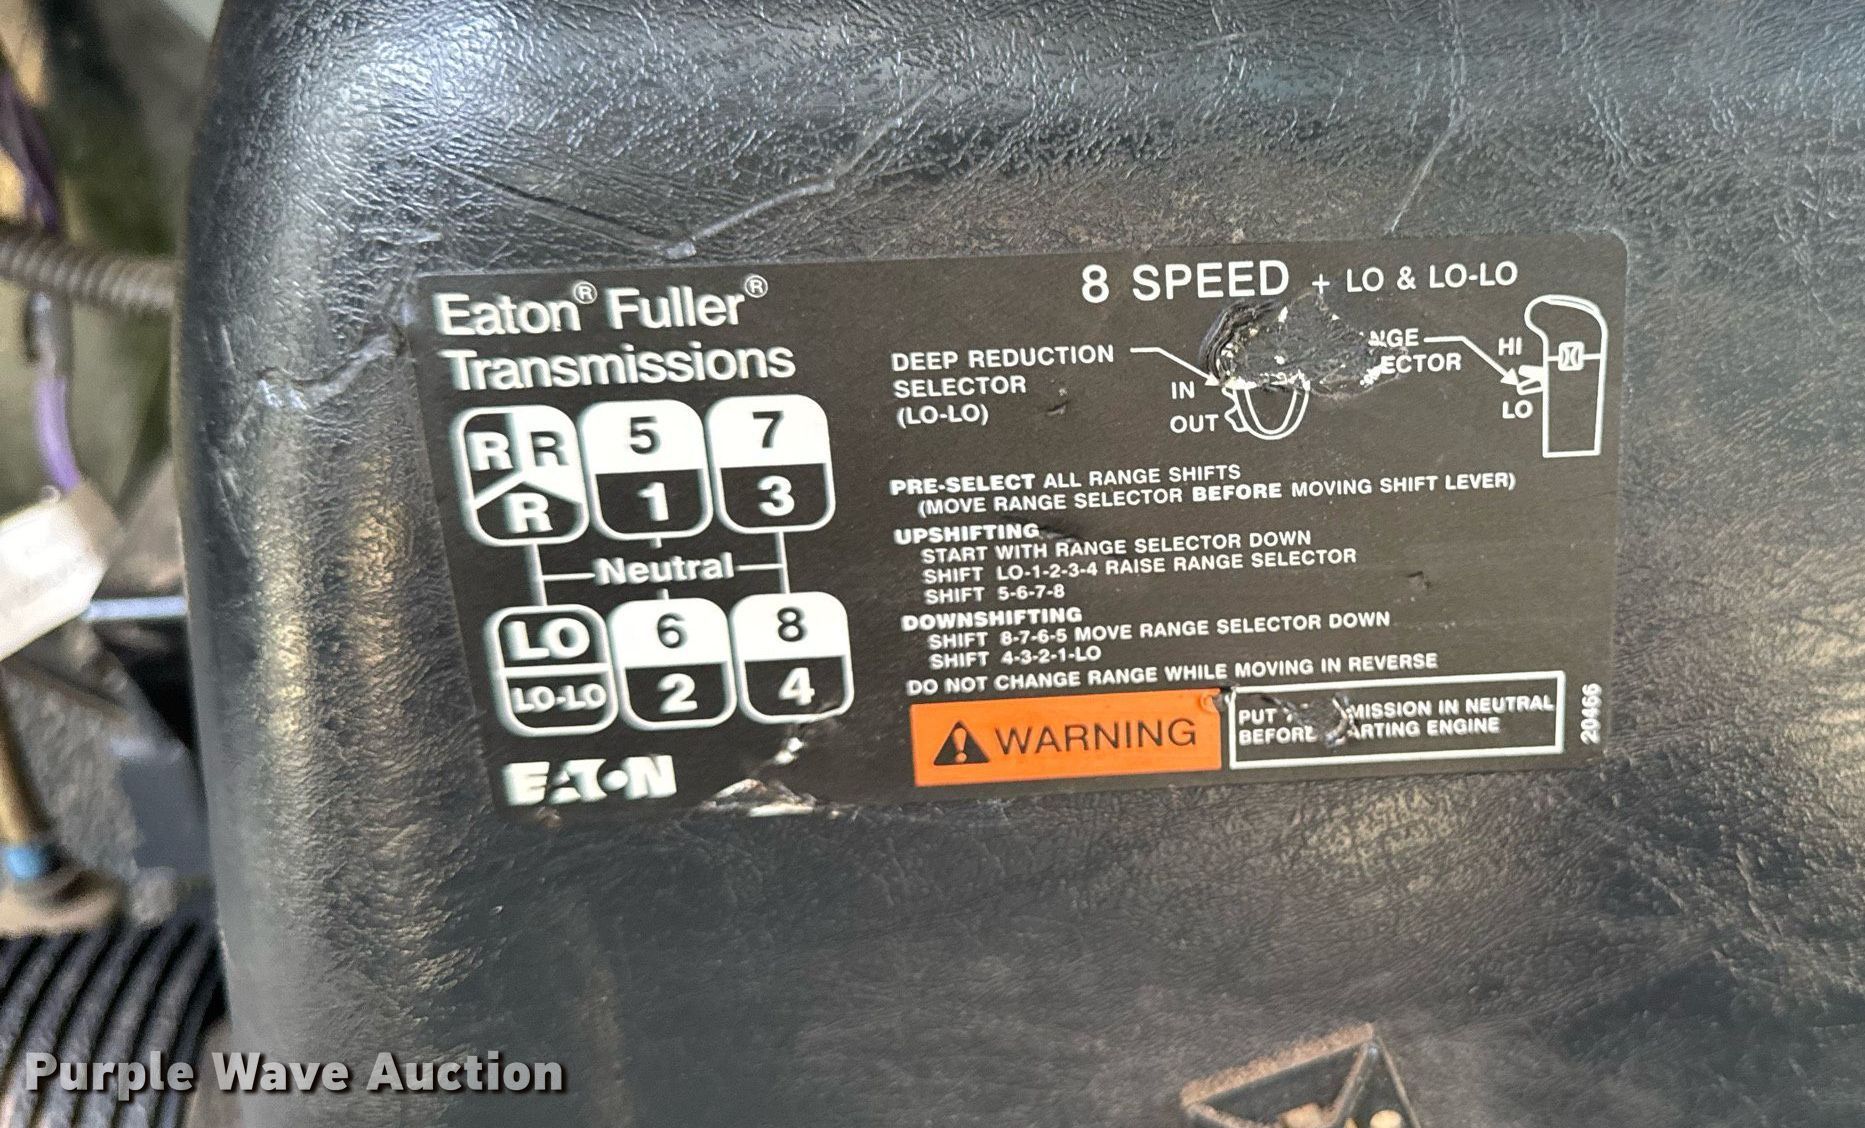 Eaton® Fuller®
Transmissions
R R 5 7
R 1 3
Neutral
LO 6 8
LO-LO 2 4
EATON
8 SPEED + LO & LO-LO
DEEP REDUCTION
SELECTOR
(LO-LO)
IN
OUT
HI
LO
PRE-SELECT ALL RANGE SHIFTS
(MOVE RANGE SELECTOR BEFORE MOVING SHIFT LEVER)
UPSHIFTING
START WITH RANGE SELECTOR DOWN
SHIFT LO-1-2-3-4 RAISE RANGE SELECTOR
SHIFT 5-6-7-8
DOWNSHIFTING
SHIFT 8-7-6-5 MOVE RANGE SELECTOR DOWN
SHIFT 4-3-2-1-LO
DO NOT CHANGE RANGE WHILE MOVING IN REVERSE
WARNING
PUT IN NEUTRAL
BEFORE ENGINE
20466
Purple Wave Auction